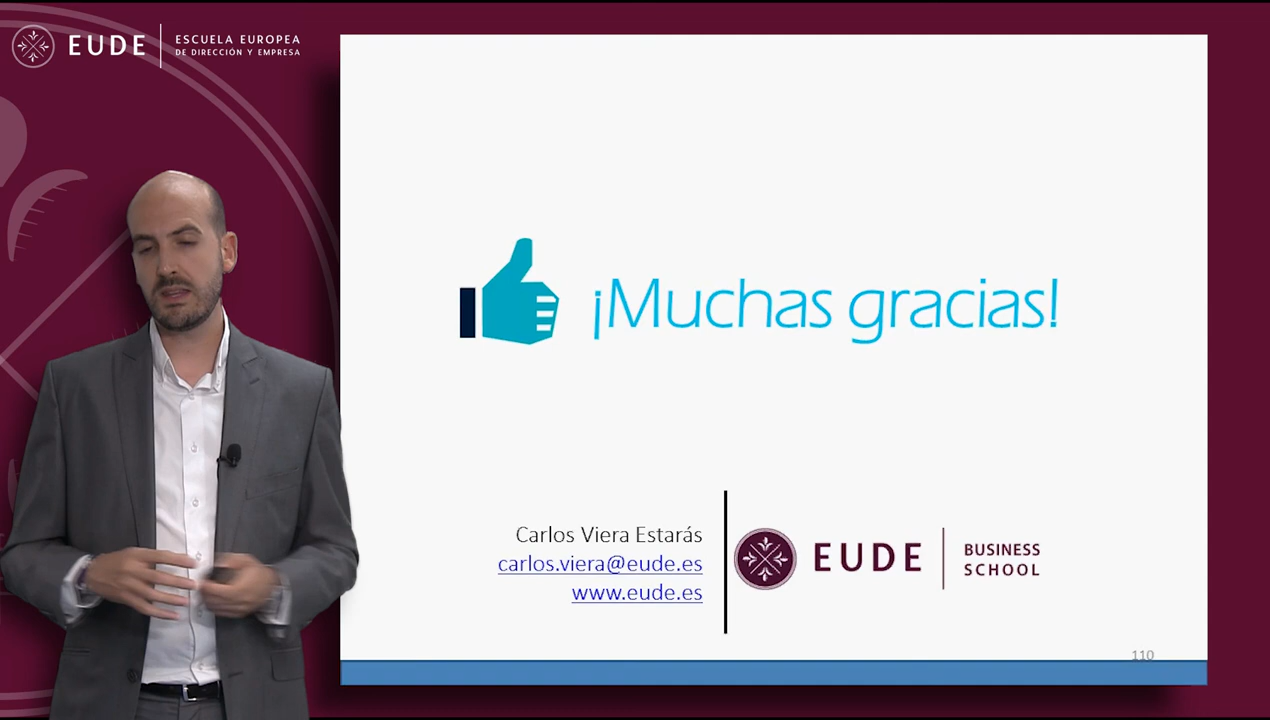 EUDE
ESCUELA EUROPEA
DE DIRECCIÓN Y EMPRESA
¡Muchas gracias!
Carlos Viera Estarás
carlos.viera@eude.es
www.eude.es
EUDE
BUSINESS
SCHOOL
110